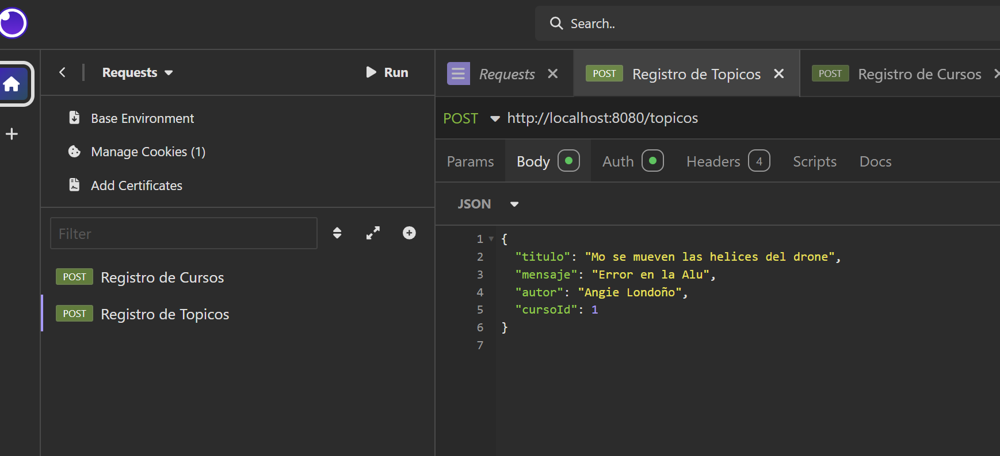 Search..
Requests
Run
Requests
POST Registro de Topicos
POST Registro de Cursos
Base Environment
Manage Cookies (1)
Add Certificates
Filter
POST Registro de Cursos
POST Registro de Topicos
POST http://localhost:8080/topicos
Params Body Auth Headers 4 Scripts Docs
JSON
1 {
2 "titulo": "Mo se mueven las helices del drone",
3 "mensaje": "Error en la Alu",
4 "autor": "Angie Londoño",
5 "cursoId": 1
6 }
7